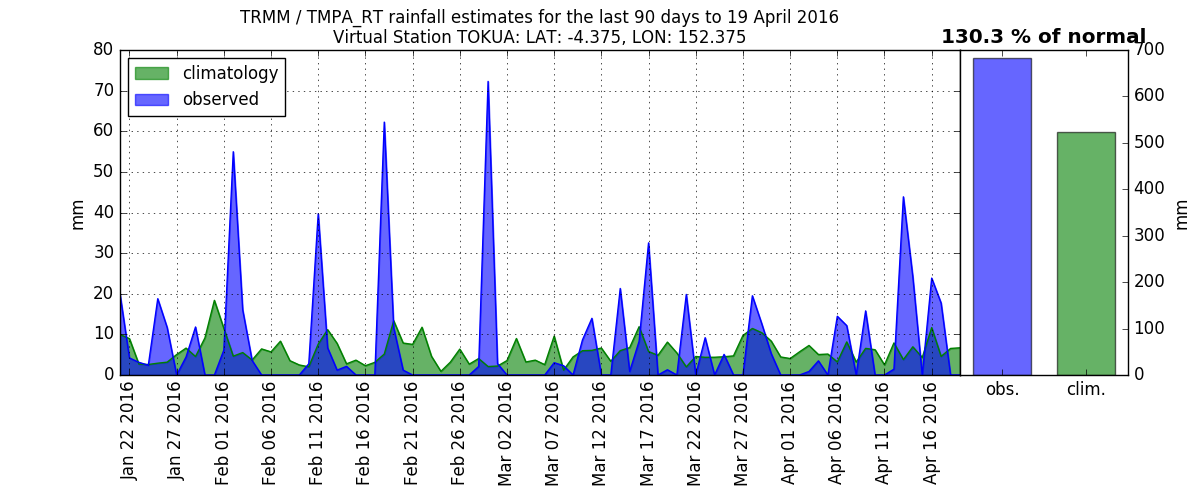 TRMM / TMPA_RT rainfall estimates for the last 90 days to 19 April 2016
Virtual Station TOKUA: LAT: -4.375, LON: 152.375
130.3 % of normal
climatology
observed
80
70
60
50
40
30
20
10
0
mm
Jan 22 2016
Jan 27 2016
Feb 01 2016
Feb 06 2016
Feb 11 2016
Feb 16 2016
Feb 21 2016
Feb 26 2016
Mar 02 2016
Mar 07 2016
Mar 12 2016
Mar 17 2016
Mar 22 2016
Mar 27 2016
Apr 01 2016
Apr 06 2016
Apr 11 2016
Apr 16 2016
obs.
clim.
700
600
500
400
300
200
100
0
mm